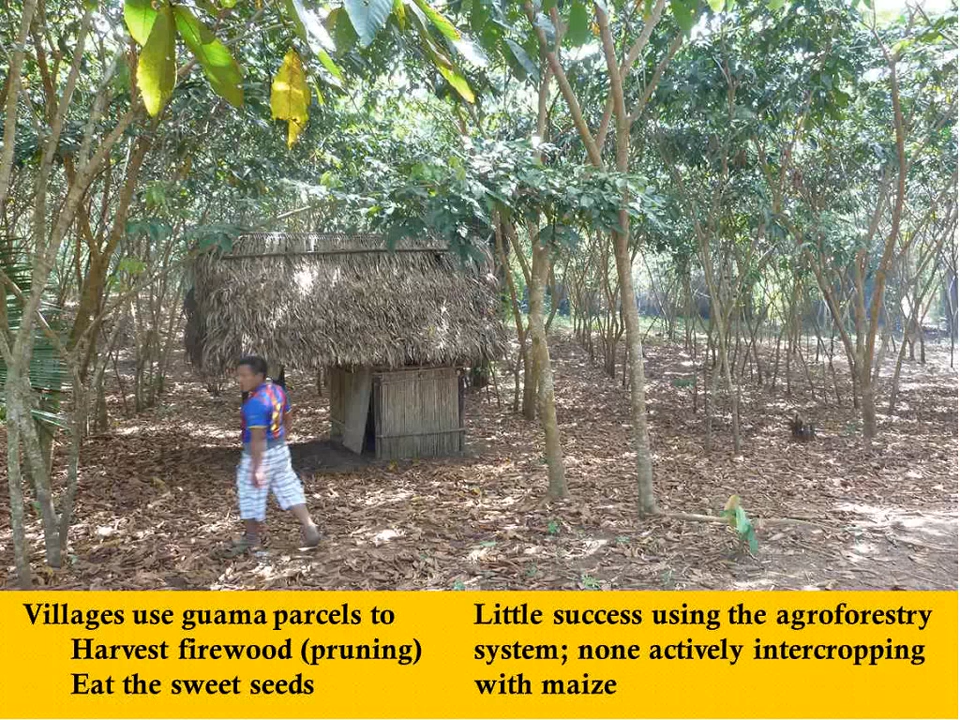 Villages use guama parcels to
Harvest firewood (pruning)
Eat the sweet seeds
Little success using the agroforestry
system; none actively intercropping
with maize